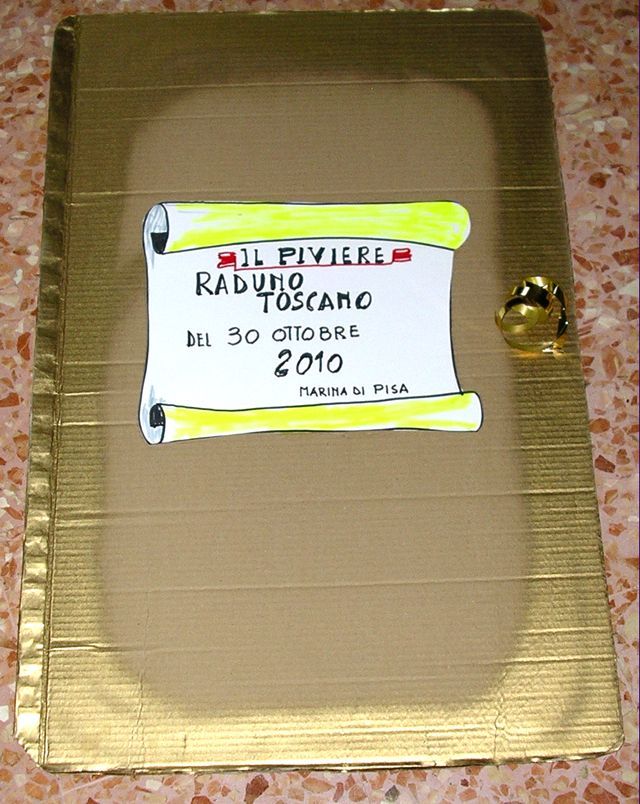 IL PIVIERE
RADUNO
TOSCANO
DEL 30 OTTOBRE
2010
MARINA DI PISA